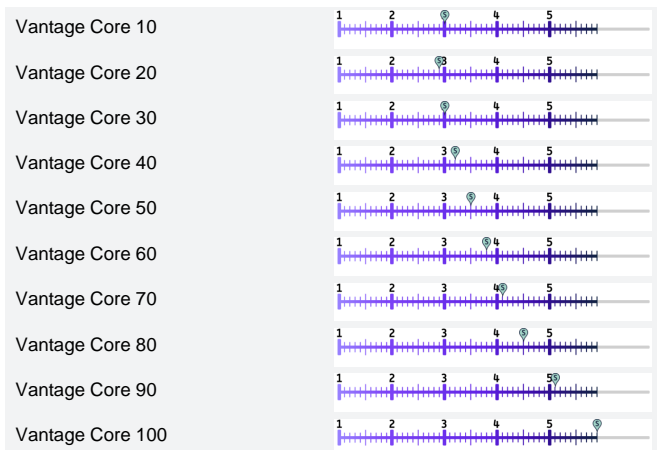 Vantage Core 10 1 2 S 4 5
Vantage Core 20 1 2 S 3 4 5
Vantage Core 30 1 2 S 4 5
Vantage Core 40 1 2 3 S 4 5
Vantage Core 50 1 2 3 S 4 5
Vantage Core 60 1 2 3 S 4 5
Vantage Core 70 1 2 3 4 S 5
Vantage Core 80 1 2 3 4 S 5
Vantage Core 90 1 2 3 4 5 S
Vantage Core 100 1 2 3 4 5 S